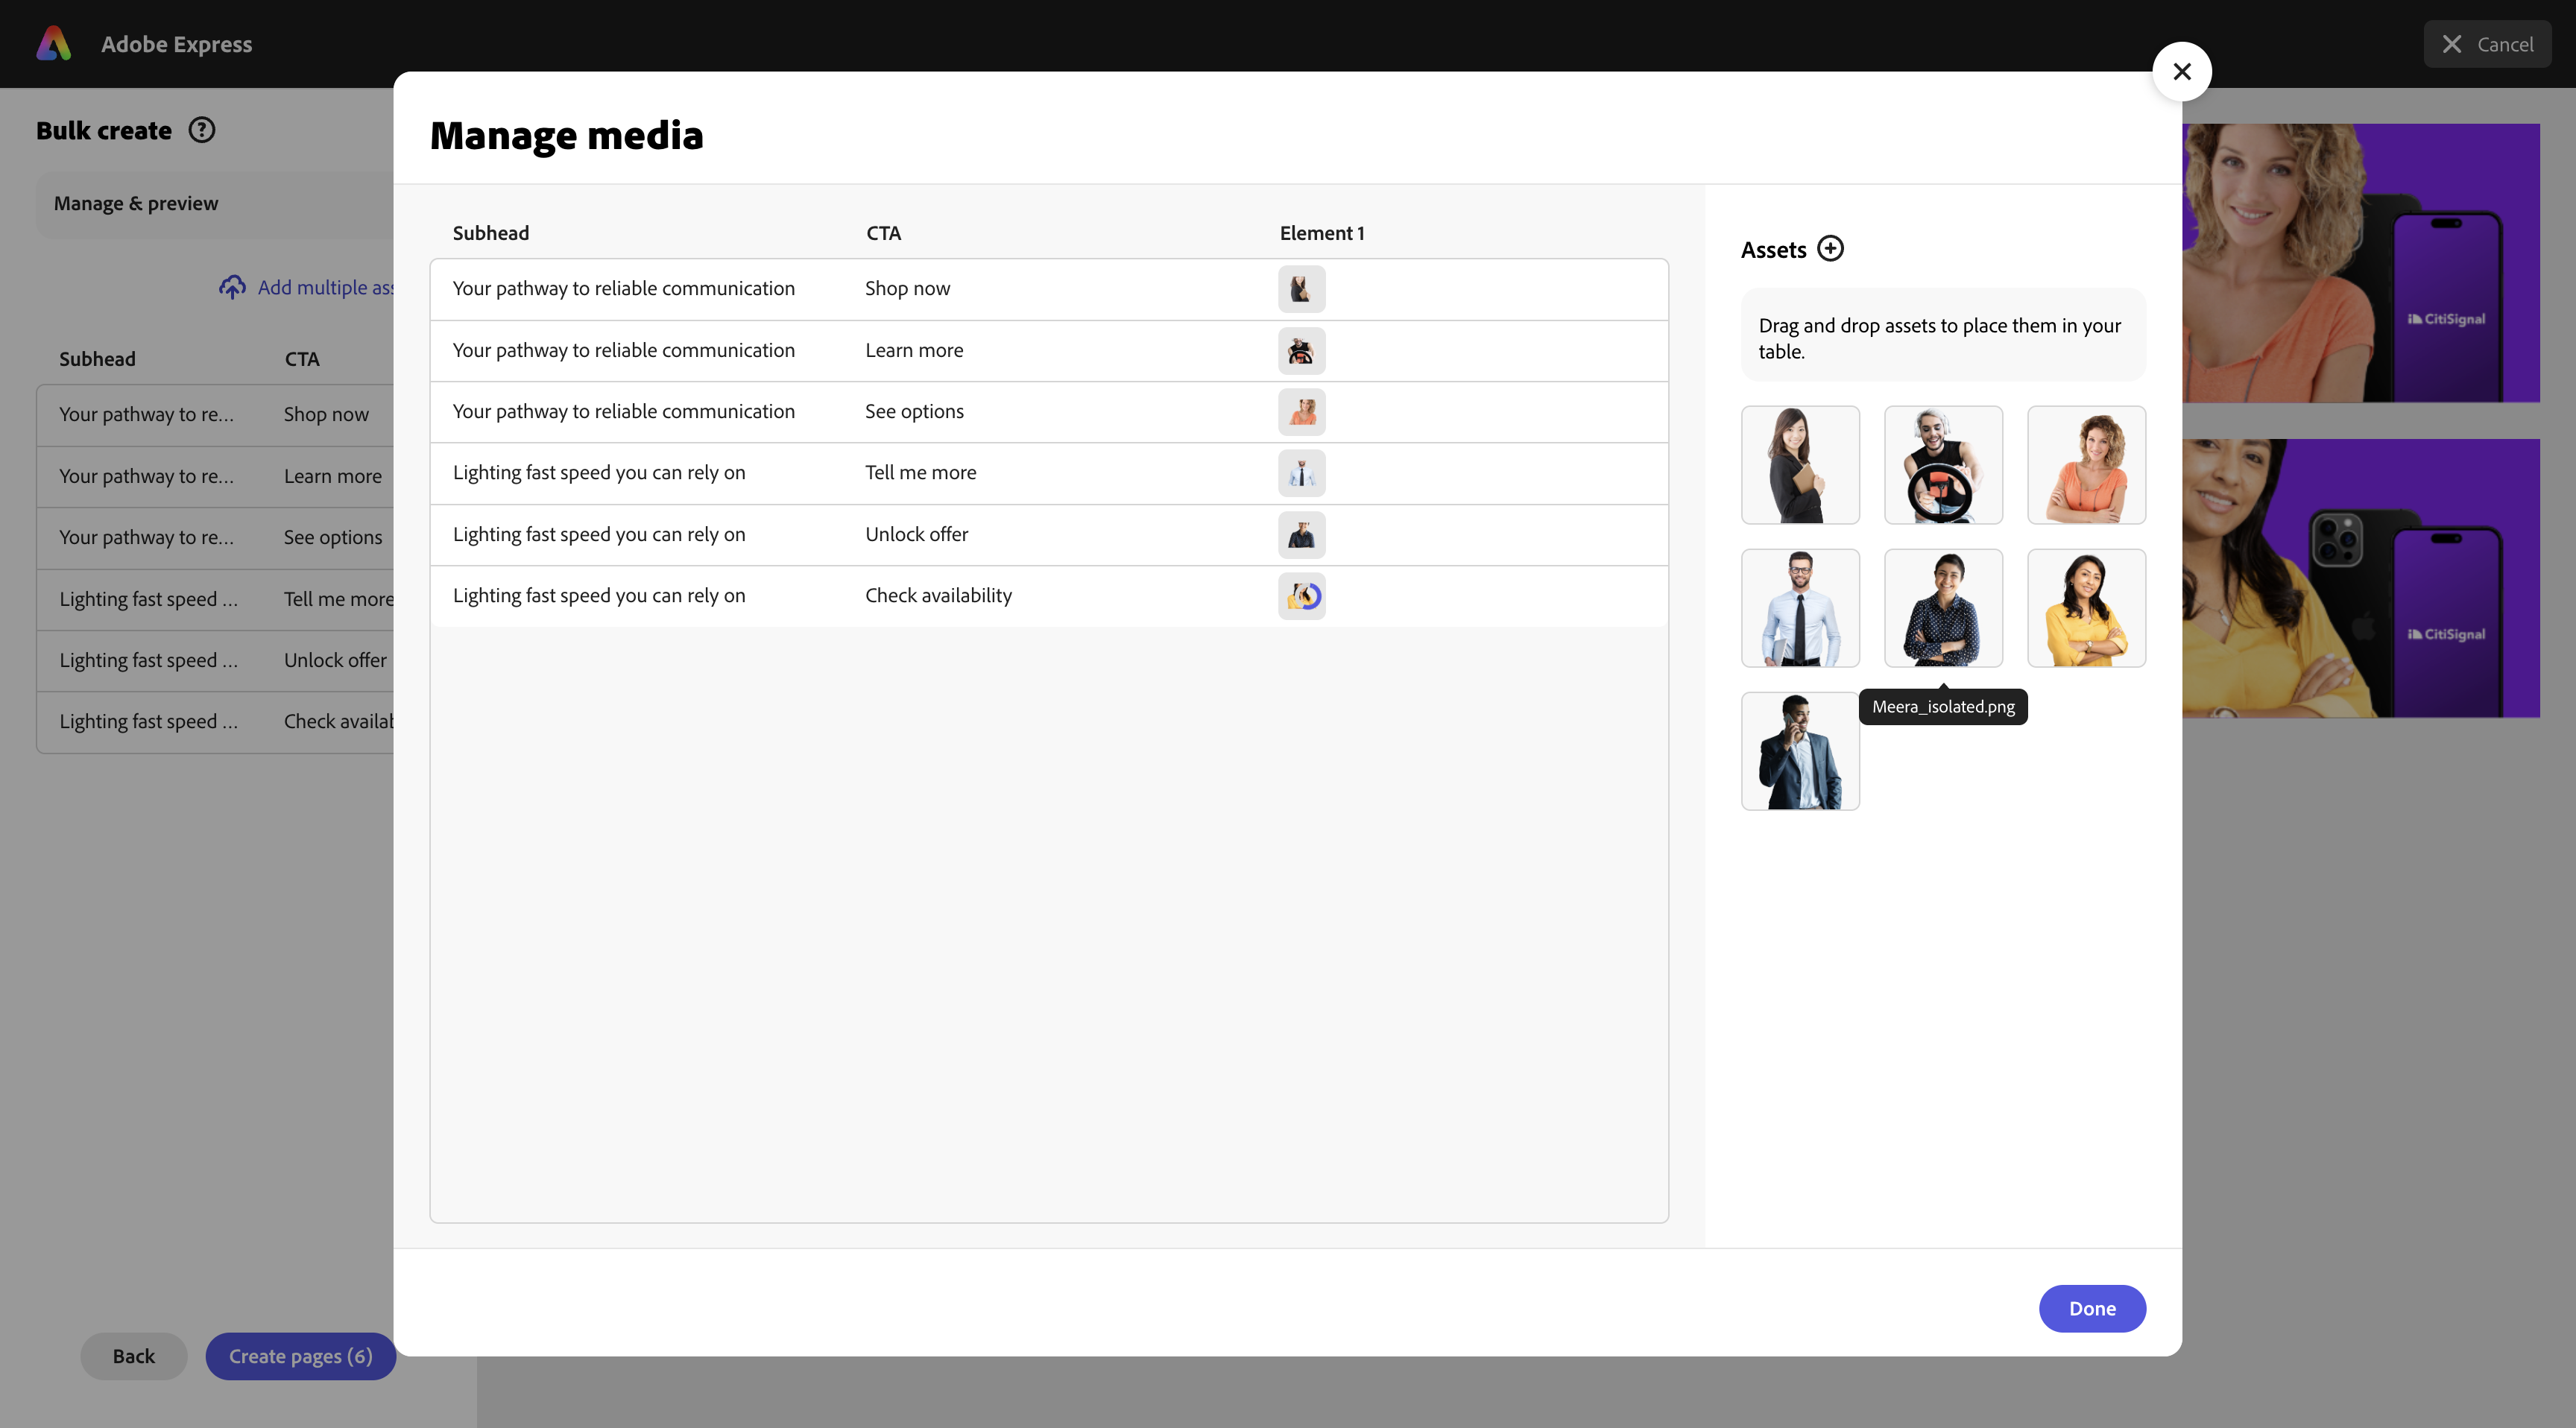 Adobe Express
Cancel
Bulk create
Manage & preview
Add multiple ass
Subhead CTA
Your pathway to re... Shop now
Your pathway to re... Learn more
Your pathway to re... See options
Lighting fast speed ... Tell me more
Lighting fast speed ... Unlock offer
Lighting fast speed ... Check availab
Back
Create pages (6)
Manage media
Subhead CTA Element 1
Your pathway to reliable communication Shop now
Your pathway to reliable communication Learn more
Your pathway to reliable communication See options
Lighting fast speed you can rely on Tell me more
Lighting fast speed you can rely on Unlock offer
Lighting fast speed you can rely on Check availability
Assets
Drag and drop assets to place them in your
table.
Meera_isolated.png
Done
CitiSignal
CitiSignal